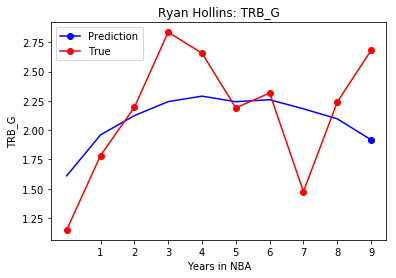 Ryan Hollins: TRB_G
Prediction
True
2.75
2.50
2.25
2.00
1.75
1.50
1.25
TRB_G
1 2 3 4 5 6 7 8 9
Years in NBA